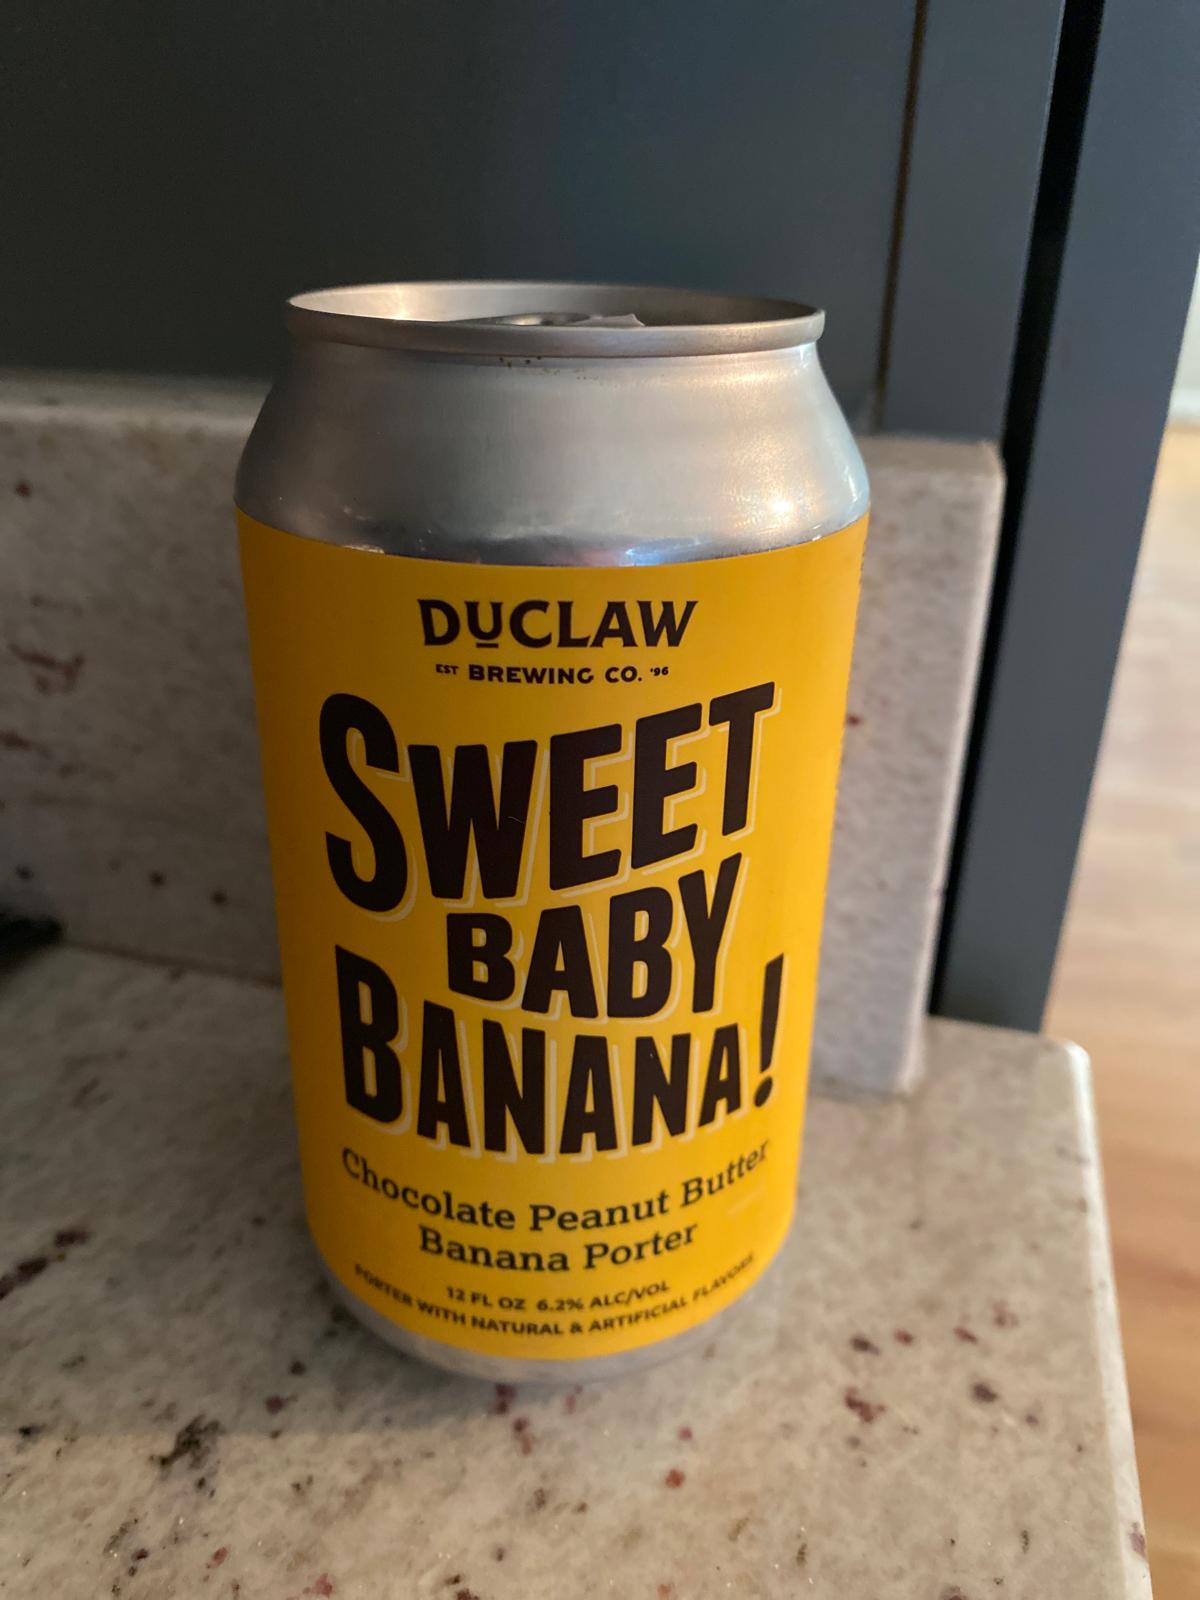 DUCLAW
EST BREWING CO. '96
SWEET
BABY
BANANA!
Chocolate Peanut Butter
Banana Porter
12 FL OZ 6.2% ALC/VOL
PORTER WITH NATURAL & ARTIFICIAL FLAVORS